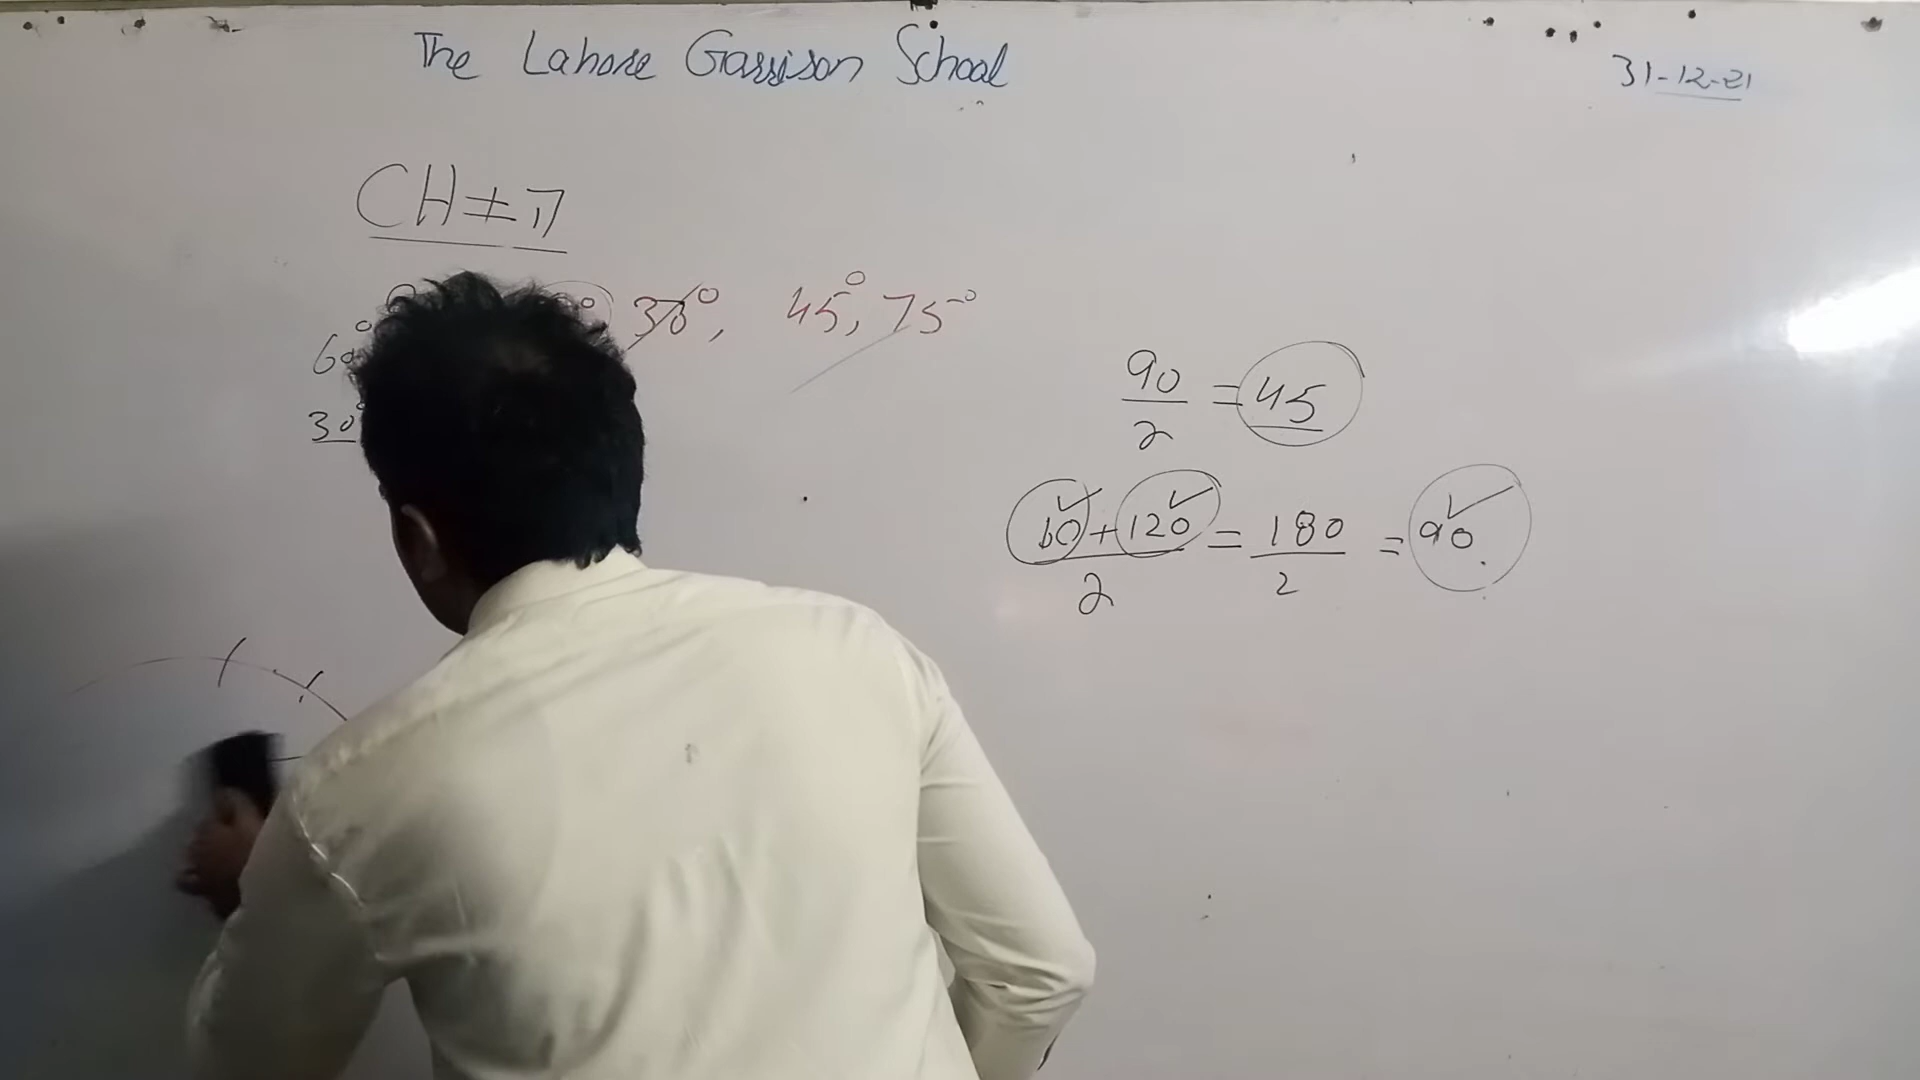 The Lahore Garrison School
31-12-21
CH # 7
30°, 45°, 75°
60°
30°
90/2 = 45
60+120/2 = 180/2 = 90.